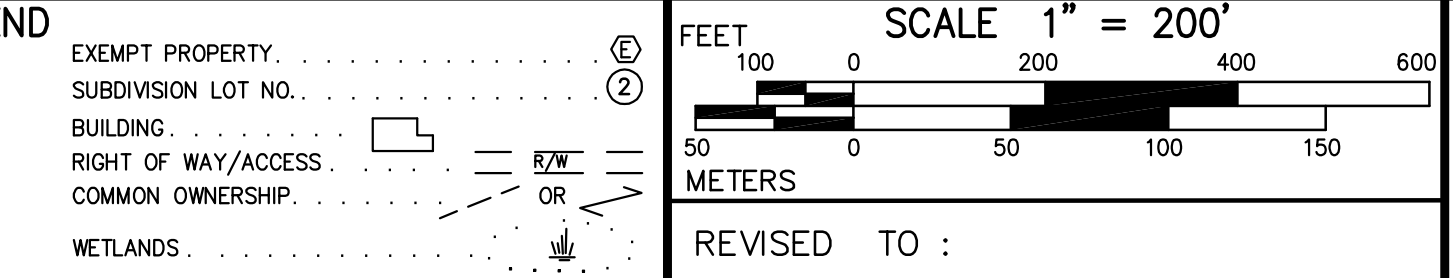 END
EXEMPT PROPERTY. . . . . . . . . . . . . . E
SUBDIVISION LOT NO. . . . . . . . . . . . . . 2
BUILDING. . . . . . . .
RIGHT OF WAY/ACCESS . . . . . R/W
COMMON OWNERSHIP. . . . . . . OR
WETLANDS . . . . . . . . . . . .
SCALE 1" = 200'
FEET
100 0 200 400 600
50 0 50 100 150
METERS
REVISED TO :